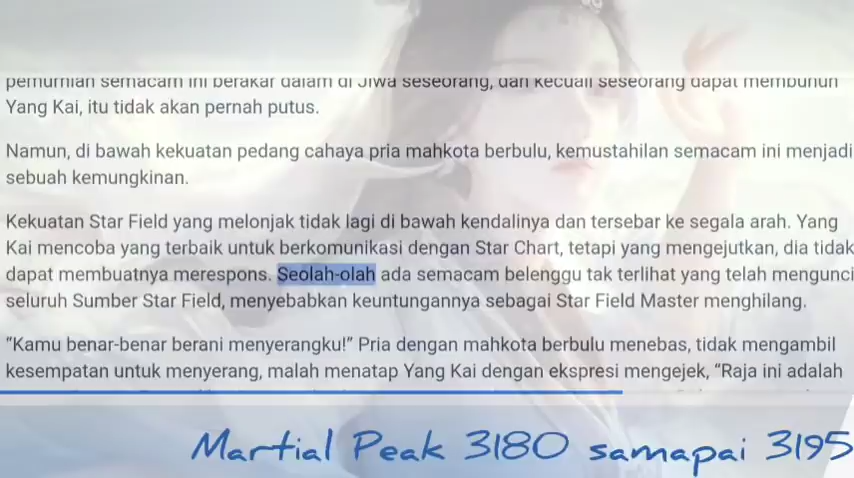 pemurnian semacam ini berakar dalam di Jiwa seseorang, dan kecuali seseorang dapat membunuh
Yang Kai, itu tidak akan pernah putus.
Namun, di bawah kekuatan pedang cahaya pria mahkota berbulu, kemustahilan semacam ini menjadi
sebuah kemungkinan.
Kekuatan Star Field yang melonjak tidak lagi di bawah kendalinya dan tersebar ke segala arah. Yang
Kai mencoba yang terbaik untuk berkomunikasi dengan Star Chart, tetapi yang mengejutkan, dia tidak
dapat membuatnya merespons. Seolah-olah ada semacam belenggu tak terlihat yang telah mengunci
seluruh Sumber Star Field, menyebabkan keuntungannya sebagai Star Field Master menghilang.
“Kamu benar-benar berani menyerangku!” Pria dengan mahkota berbulu menebas, tidak mengambil
kesempatan untuk menyerang, malah menatap Yang Kai dengan ekspresi mengejek, “Raja ini adalah
Martial Peak 3180 samapai 3195